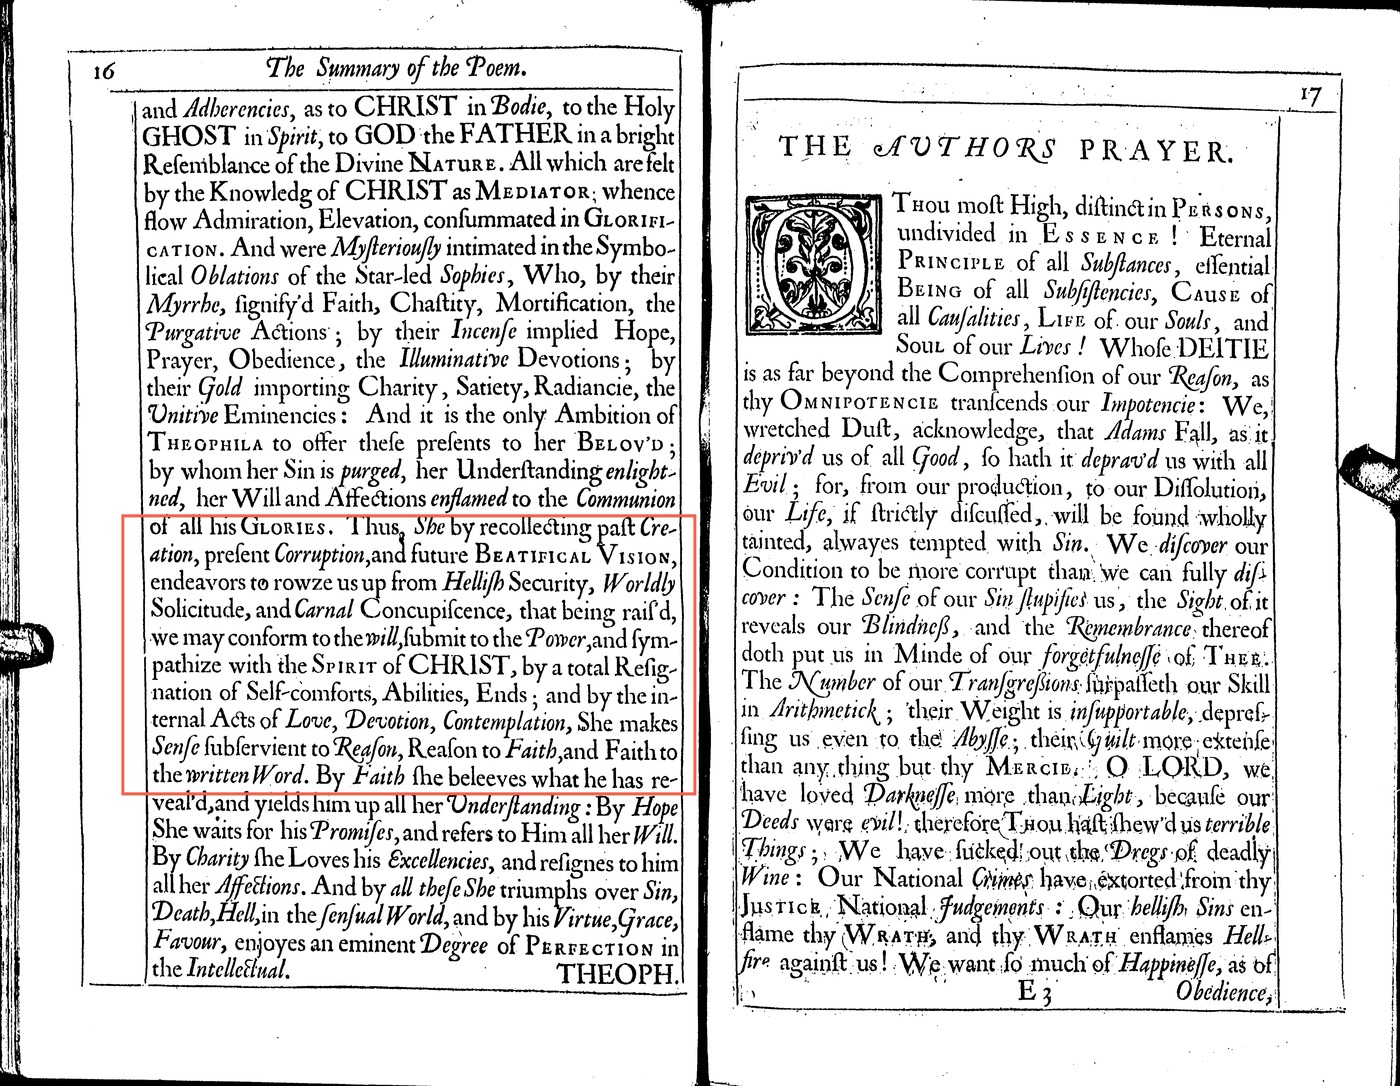 16
The Summary of the Poem.
and Adherencies, as to CHRIST in Bodie, to the Holy
GHOST in Spirit, to GOD the FATHER in a bright
Reſemblance of the Divine NATURE. All which are felt
by the Knowledg of CHRIST as MEDIATOR; whence
flow Admiration, Elevation, conſummated in GLORIFI-
CATION. And were Myſteriouſly intimated in the Symbo-
lical Oblations of the Star-led Sophies, Who, by their
Myrrhe, ſignify'd Faith, Chaſtity, Mortification, the
Purgative Actions; by their Incenſe implied Hope,
Prayer, Obedience, the Illuminative Devotions; by
their Gold importing Charity, Satiety, Radiancie, the
Unitive Eminencies: And it is the only Ambition of
THEOPHILA to offer theſe preſents to her BELOV'D;
by whom her Sin is purged, her Underſtanding enlight-
ned, her Will and Affections enflamed to the Communion
of all his GLORIES. Thus, She by recollecting paſt Cre-
ation, preſent Corruption, and future BEATIFICAL VISION,
endeavors to rowze us up from Helliſh Security, Worldly
Solicitude, and Carnal Concupiſcence, that being raiſ'd,
we may conform to the will, ſubmit to the Power, and ſym-
pathize with the SPIRIT of CHRIST, by a total Reſig-
nation of Self-comforts, Abilities, Ends; and by the in-
ternal Acts of Love, Devotion, Contemplation, She makes
Senſe ſubſervient to Reaſon, Reaſon to Faith, and Faith to
the written Word. By Faith ſhe beleeves what he has re-
veal'd, and yields him up all her Underſtanding: By Hope
She waits for his Promiſes, and refers to Him all her Will.
By Charity ſhe Loves his Excellencies, and reſignes to him
all her Affections. And by all theſe She triumphs over Sin,
Death, Hell, in the ſenſual World, and by his Virtue, Grace,
Favour, enjoyes an eminent Degree of PERFECTION in
the Intellectual.
THEOPH.
17
THE AUTHORS PRAYER.
O THOU moſt High, diſtinct in PERSONS,
undivided in ESSENCE! Eternal
PRINCIPLE of all Subſtances, eſſential
BEING of all Subſiſtencies, CAUSE of
all Cauſalities, LIFE of our Souls, and
SOUL of our Lives! Whoſe DEITIE
is as far beyond the Comprehenſion of our Reaſon, as
thy OMNIPOTENCIE tranſcends our Impotencie: We,
wretched Duſt, acknowledge, that Adams Fall, as it
depriv'd us of all Good, ſo hath it deprav'd us with all
Evil; for, from our production, to our Diſſolution,
our Life, if ſtrictly diſcuſſed, will be found wholly
tainted, alwayes tempted with Sin. We diſcover our
Condition to be more corrupt than we can fully diſ-
cover: The Senſe of our Sin ſtupifies us, the Sight of it
reveals our Blindneſs, and the Remembrance thereof
doth put us in Minde of our forgetfulneſſe of THEE.
The Number of our Tranſgreſsions ſurpaſſeth our Skill
in Arithmetick; their Weight is inſupportable, depreſ-
ſing us even to the Abyſſe; their Guilt more extenſe
than any thing but thy MERCIE. O LORD, we
have loved Darkneſſe more than Light, becauſe our
Deeds were evil! therefore THOU haſt ſhew'd us terrible
Things; We have ſucked out the Dregs of deadly
Wine: Our National Crimes have extorted from thy
JUSTICE, National Judgements: Our helliſh Sins en-
flame thy WRATH, and thy WRATH enflames Hell-
fire againſt us! We want ſo much of Happineſſe, as of
E 3
Obedience,